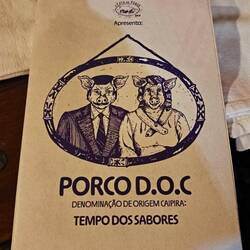 Apresenta:
PORCO D.O.C
DENOMINAÇÃO DE ORIGEM CAIPIRA:
TEMPO DOS SABORES